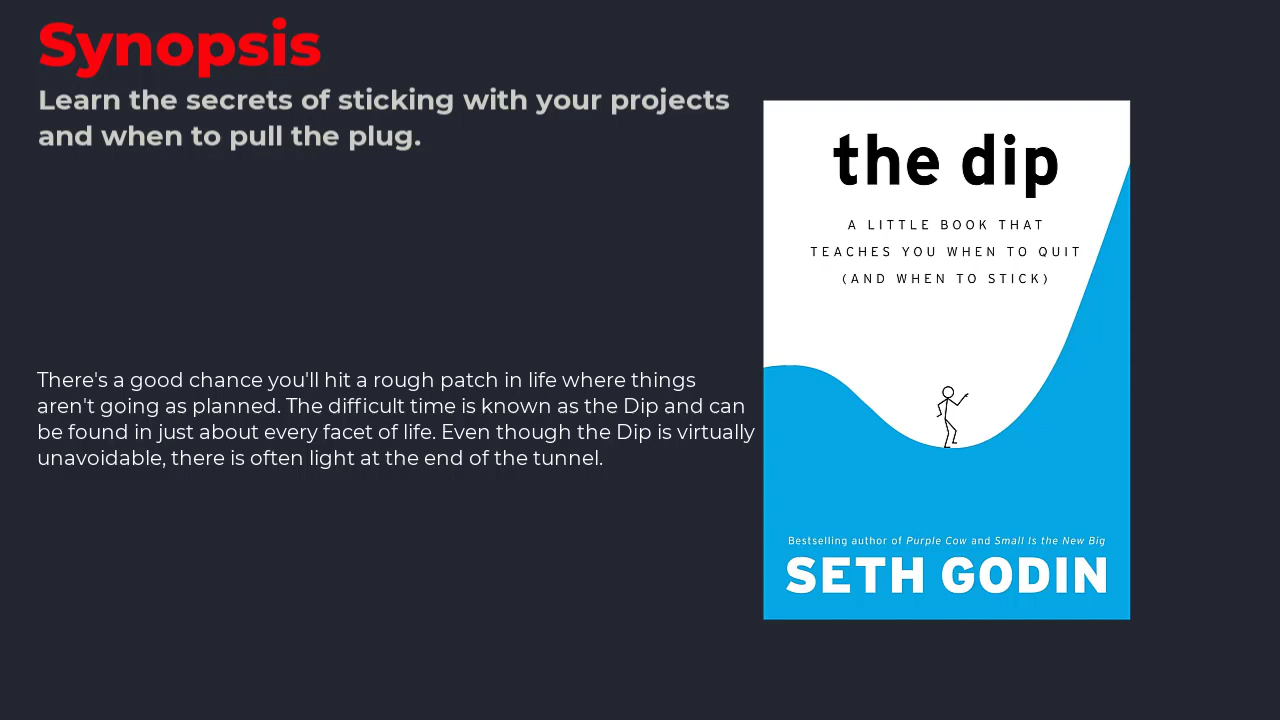 Synopsis
Learn the secrets of sticking with your projects
and when to pull the plug.
There's a good chance you'll hit a rough patch in life where things
aren't going as planned. The difficult time is known as the Dip and can
be found in just about every facet of life. Even though the Dip is virtually
unavoidable, there is often light at the end of the tunnel.
the dip
A LITTLE BOOK THAT
TEACHES YOU WHEN TO QUIT
(AND WHEN TO STICK)
Bestselling author of Purple Cow and Small Is the New Big
SETH GODIN